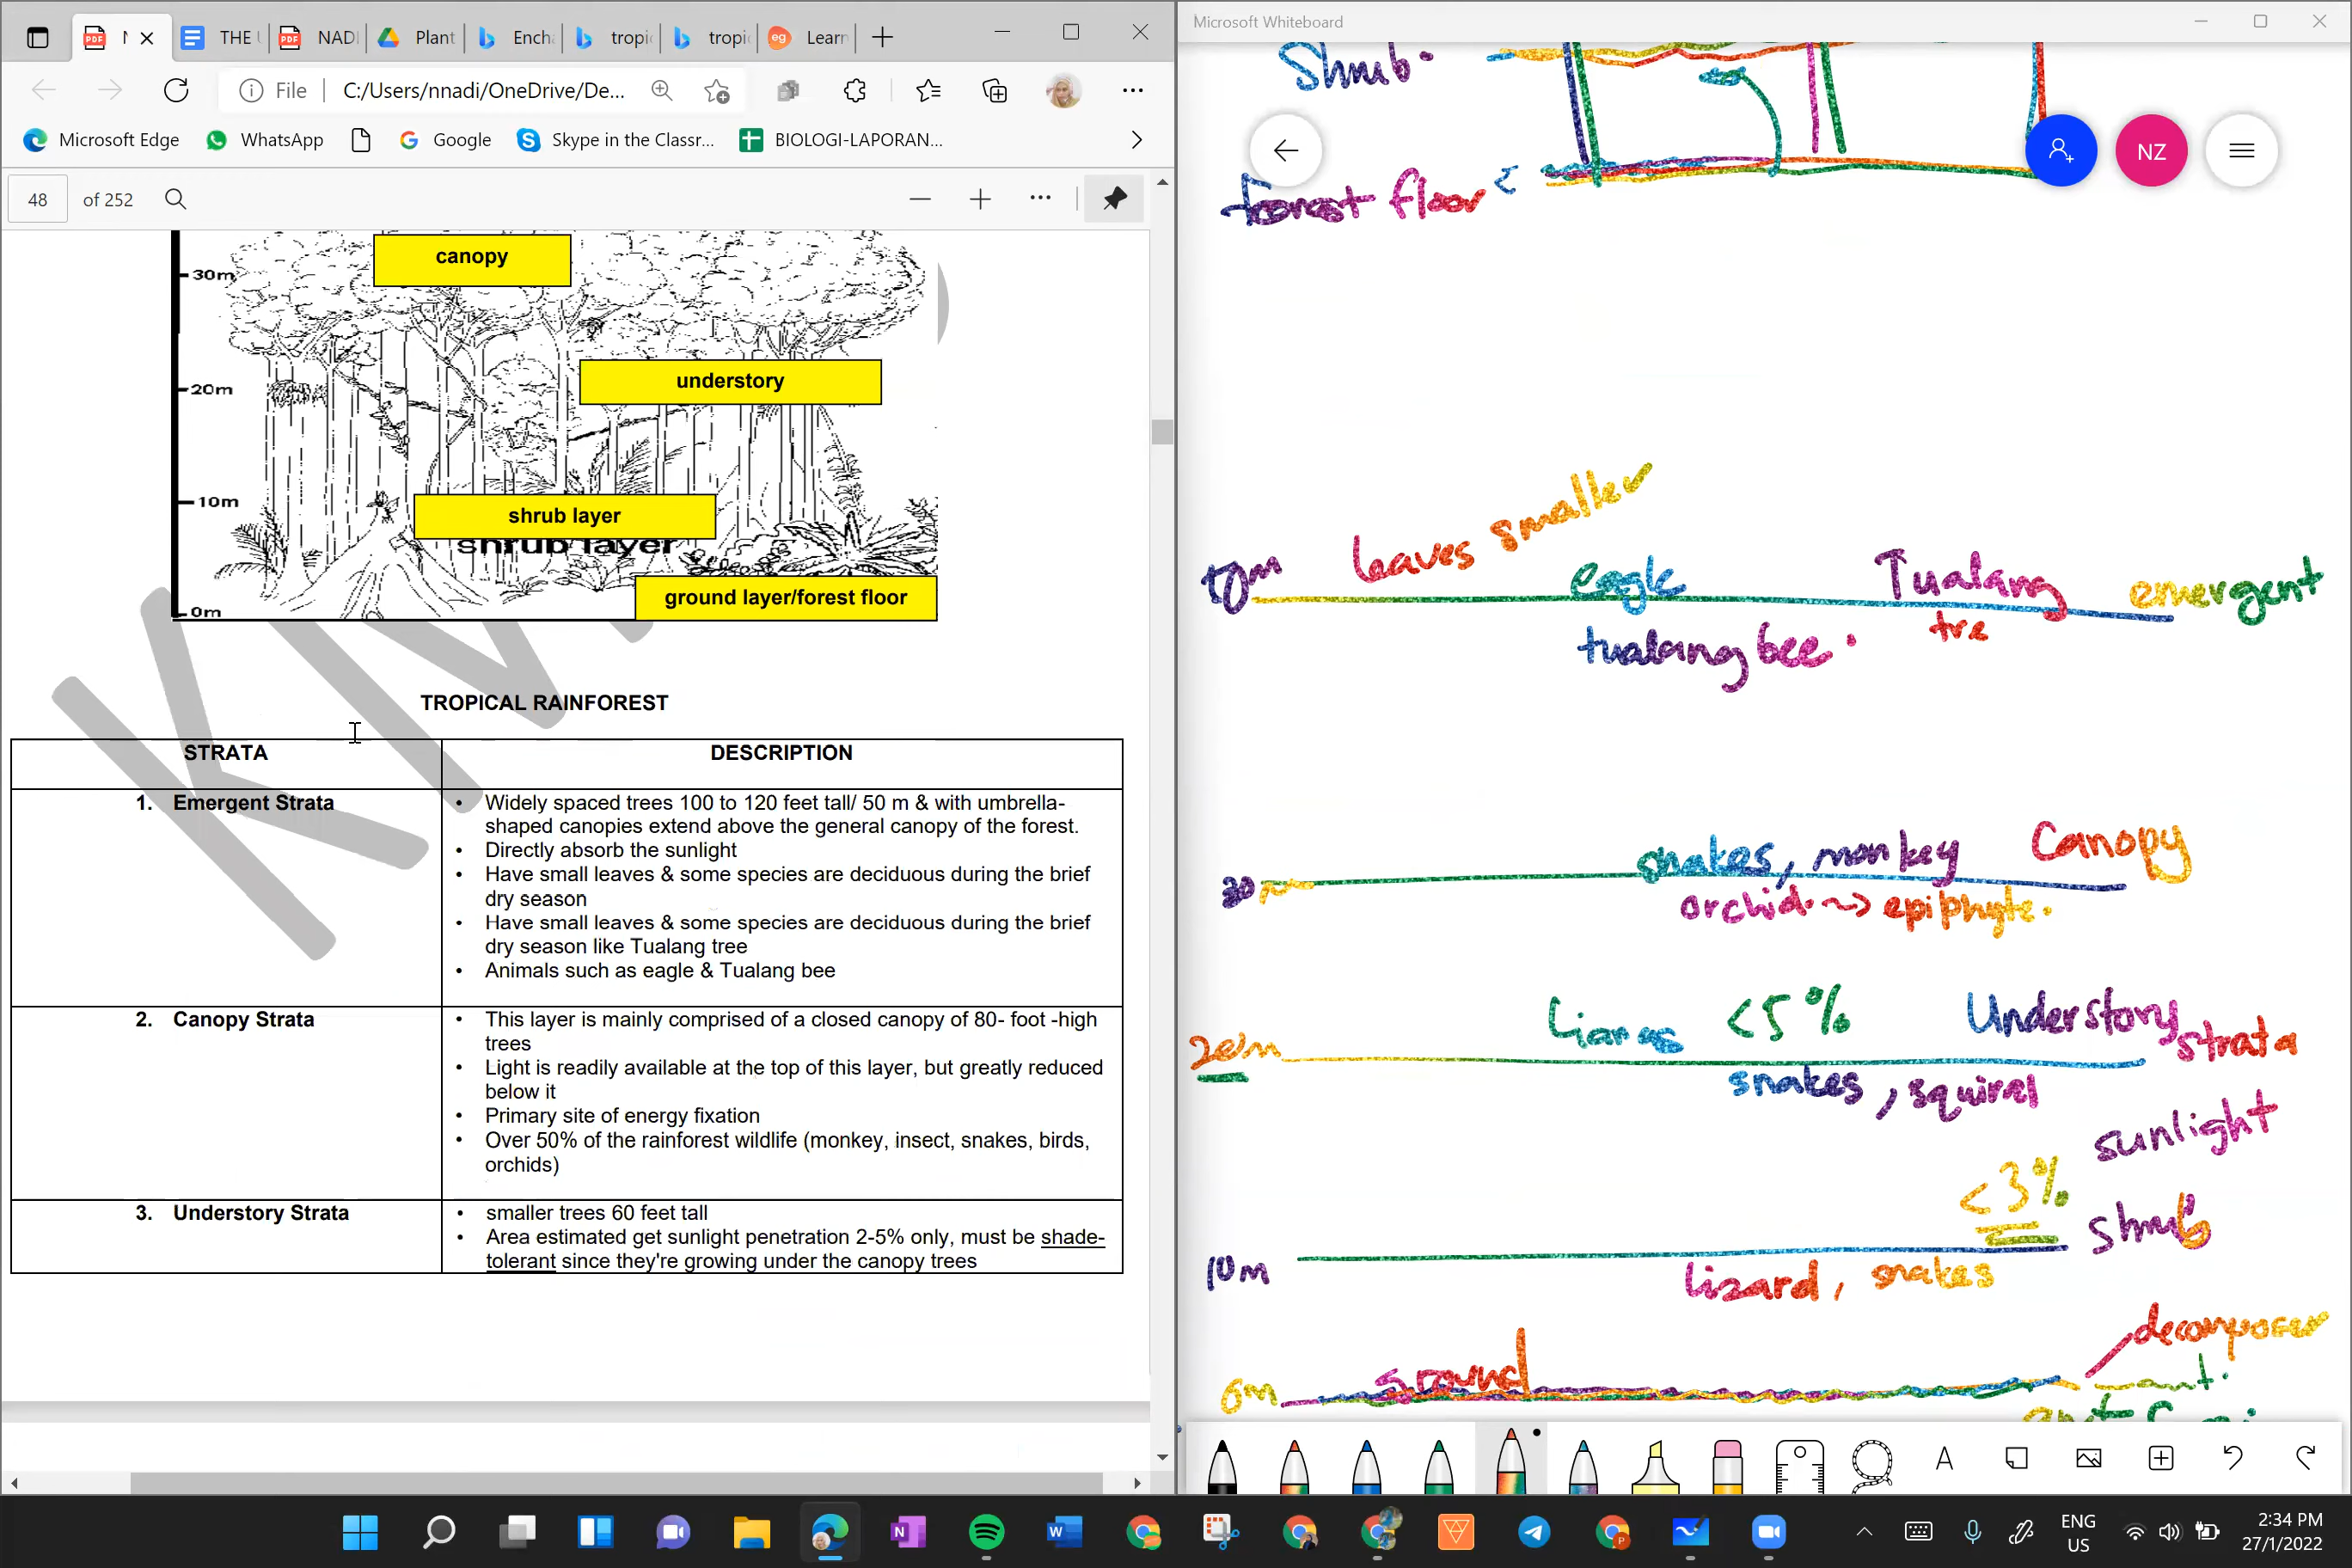 THE
NADI
Plant
Ench
tropi
tropi
Learn
File
C:/Users/nnadi/OneDrive/De...
Microsoft Edge
WhatsApp
Google
Skype in the Classr...
BIOLOGI-LAPORAN...
48 of 252
canopy
30m
understory
20m
10m
shrub layer
shrub layer
ground layer/forest floor
0m
TROPICAL RAINFOREST
STRATA
DESCRIPTION
1. Emergent Strata
• Widely spaced trees 100 to 120 feet tall/ 50 m & with umbrella-
shaped canopies extend above the general canopy of the forest.
• Directly absorb the sunlight
• Have small leaves & some species are deciduous during the brief
dry season
• Have small leaves & some species are deciduous during the brief
dry season like Tualang tree
• Animals such as eagle & Tualang bee
2. Canopy Strata
• This layer is mainly comprised of a closed canopy of 80- foot -high
trees
• Light is readily available at the top of this layer, but greatly reduced
below it
• Primary site of energy fixation
• Over 50% of the rainforest wildlife (monkey, insect, snakes, birds,
orchids)
3. Understory Strata
• smaller trees 60 feet tall
• Area estimated get sunlight penetration 2-5% only, must be shade-
tolerant since they're growing under the canopy trees
Microsoft Whiteboard
Shrub.
NZ
forest floor
leaves smaller
eagle Tualang emergent
tre
tualang bee.
snakes, monkey Canopy
30m
orchid. → epiphyte.
Lianas <5% Understory
20m strata
snakes, squirrel
sunlight
<3%
shrub
10m
lizard, snakes
decomposer
ground
0m
ENG
US
2:34 PM
27/1/2022